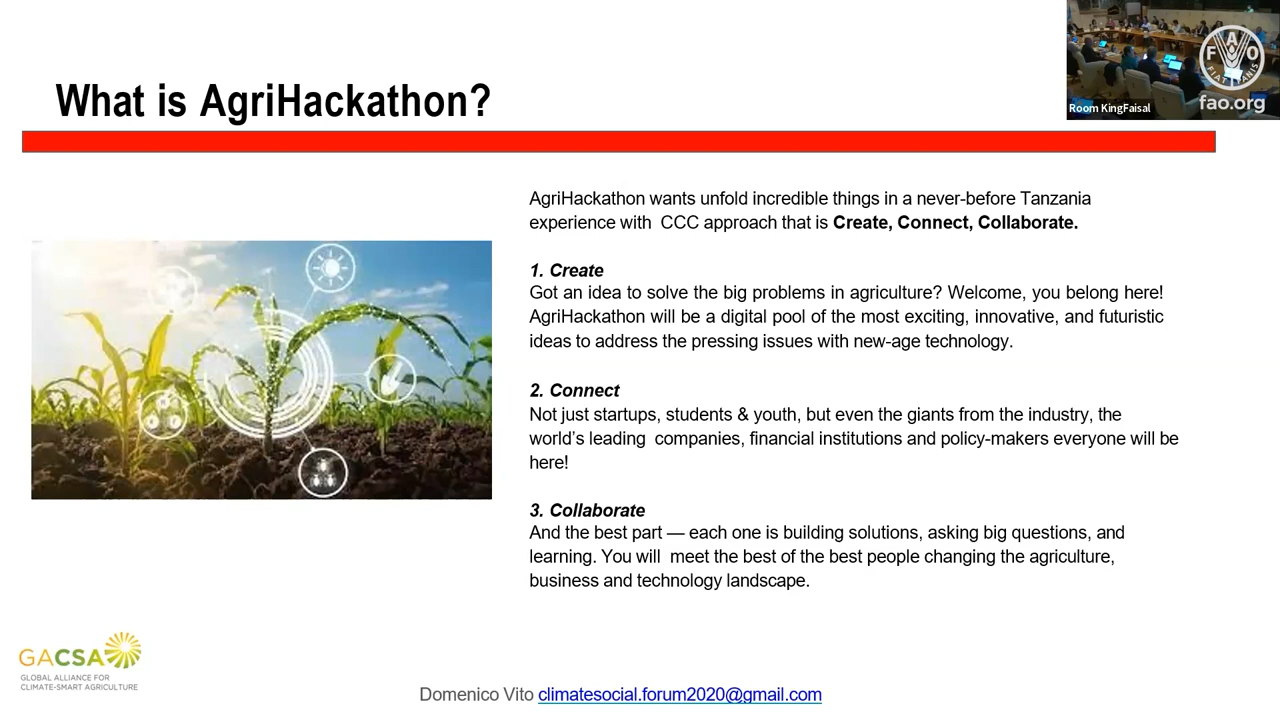 What is AgriHackathon?
F A O
FIAT PANIS
fao.org
Room KingFaisal
AgriHackathon wants unfold incredible things in a never-before Tanzania
experience with CCC approach that is Create, Connect, Collaborate.
1. Create
Got an idea to solve the big problems in agriculture? Welcome, you belong here!
AgriHackathon will be a digital pool of the most exciting, innovative, and futuristic
ideas to address the pressing issues with new-age technology.
2. Connect
Not just startups, students & youth, but even the giants from the industry, the
world's leading companies, financial institutions and policy-makers everyone will be
here!
3. Collaborate
And the best part — each one is building solutions, asking big questions, and
learning. You will meet the best of the best people changing the agriculture,
business and technology landscape.
GACSA
GLOBAL ALLIANCE FOR
CLIMATE-SMART AGRICULTURE
Domenico Vito climatesocial.forum2020@gmail.com